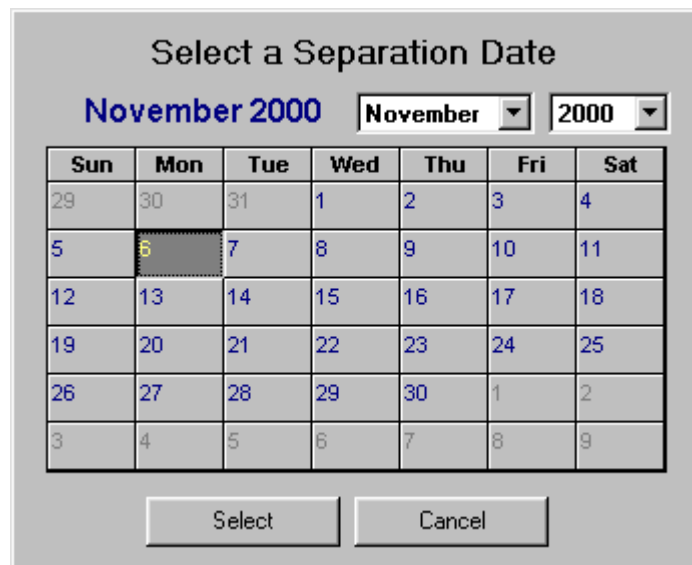 Select a Separation Date
November 2000 November 2000
Sun Mon Tue Wed Thu Fri Sat
29 30 31 1 2 3 4
5 6 7 8 9 10 11
12 13 14 15 16 17 18
19 20 21 22 23 24 25
26 27 28 29 30 1 2
3 4 5 6 7 8 9
Select Cancel